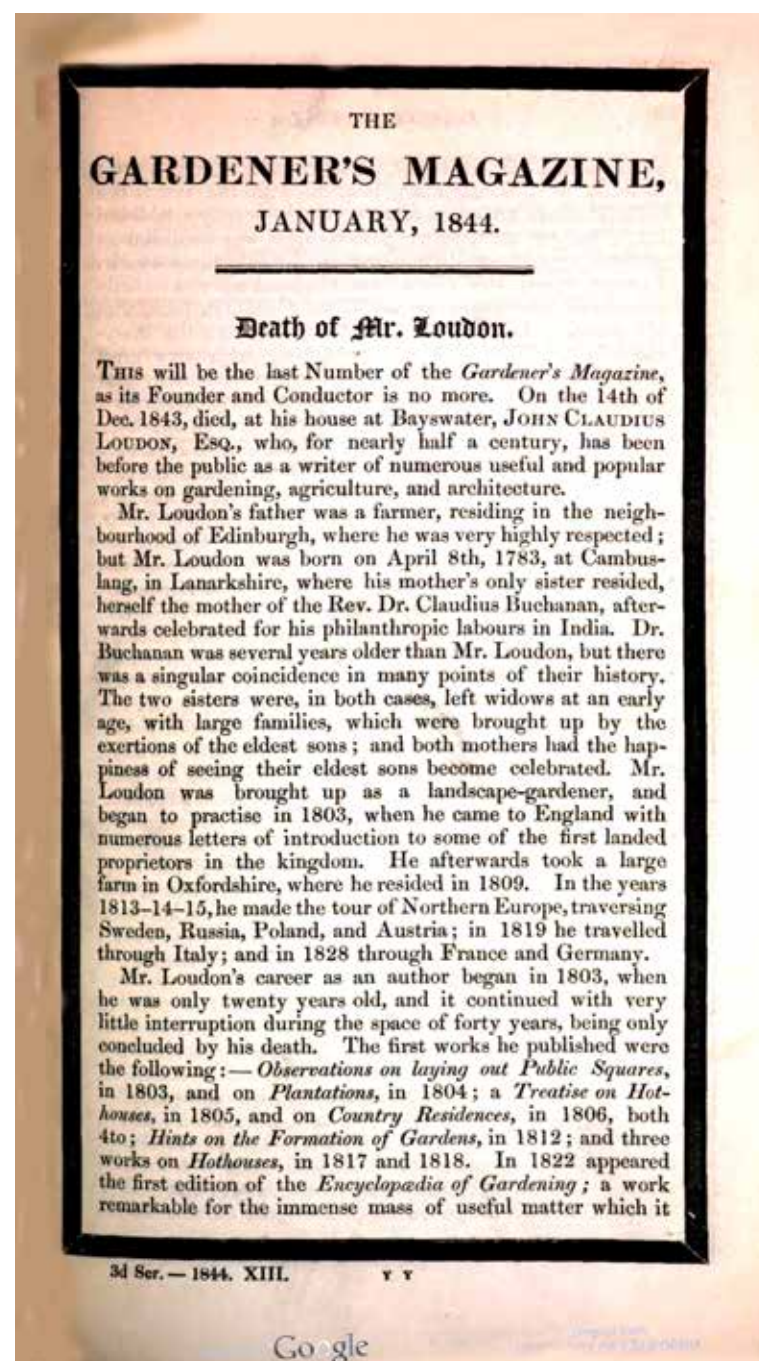 THE
GARDENER'S MAGAZINE,
JANUARY, 1844.
Death of Mr. Loudon.
THIS will be the last Number of the Gardener's Magazine,
as its Founder and Conductor is no more. On the 14th of
Dec. 1843, died, at his house at Bayswater, JOHN CLAUDIUS
LOUDON, ESQ., who, for nearly half a century, has been
before the public as a writer of numerous useful and popular
works on gardening, agriculture, and architecture.
Mr. Loudon's father was a farmer, residing in the neigh-
bourhood of Edinburgh, where he was very highly respected;
but Mr. Loudon was born on April 8th, 1783, at Cambus-
lang, in Lanarkshire, where his mother's only sister resided,
herself the mother of the Rev. Dr. Claudius Buchanan, after-
wards celebrated for his philanthropic labours in India. Dr.
Buchanan was several years older than Mr. Loudon, but there
was a singular coincidence in many points of their history.
The two sisters were, in both cases, left widows at an early
age, with large families, which were brought up by the
exertions of the eldest sons; and both mothers had the hap-
piness of seeing their eldest sons become celebrated. Mr.
Loudon was brought up as a landscape-gardener, and
began to practise in 1803, when he came to England with
numerous letters of introduction to some of the first landed
proprietors in the kingdom. He afterwards took a large
farm in Oxfordshire, where he resided in 1809. In the years
1813-14-15, he made the tour of Northern Europe, traversing
Sweden, Russia, Poland, and Austria; in 1819 he travelled
through Italy; and in 1828 through France and Germany.
Mr. Loudon's career as an author began in 1803, when
he was only twenty years old, and it continued with very
little interruption during the space of forty years, being only
concluded by his death. The first works he published were
the following:— Observations on laying out Public Squares,
in 1803, and on Plantations, in 1804; a Treatise on Hot-
houses, in 1805, and on Country Residences, in 1806, both
4to; Hints on the Formation of Gardens, in 1812; and three
works on Hothouses, in 1817 and 1818. In 1822 appeared
the first edition of the Encyclopædia of Gardening; a work
remarkable for the immense mass of useful matter which it
3d Ser. — 1844. XIII. Y Y
Google